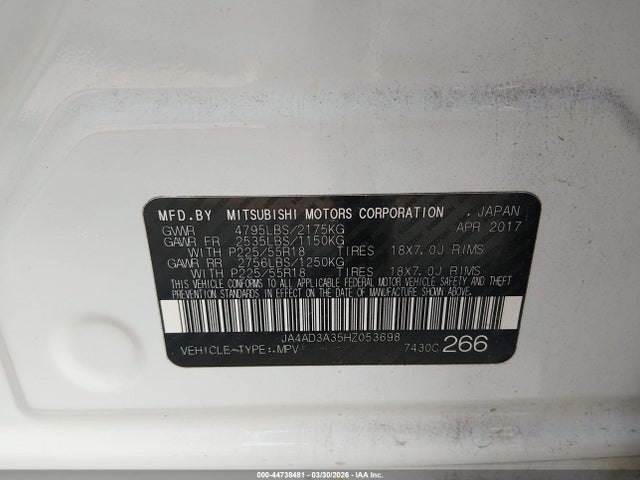 MFD.BY MITSUBISHI MOTORS CORPORATION , JAPAN
GVWR 4795LBS/2175KG APR 2017
GAWR FR 2535LBS/1150KG
WITH P225/55R18 TIRES 18X7.0J RIMS
GAWR RR 2756LBS/1250KG
WITH P225/55R18 TIRES 18X7.0J RIMS
THIS VEHICLE CONFORMS TO ALL APPLICABLE FEDERAL MOTOR
VEHICLE SAFETY STANDARDS IN EFFECT ON THE DATE OF
MANUFACTURE SHOWN ABOVE.
JA4AD3A35HZ053698
VEHICLE-TYPE:MPV 7430C 266
000-44738481 | 03/30/2026 - IAA Inc.